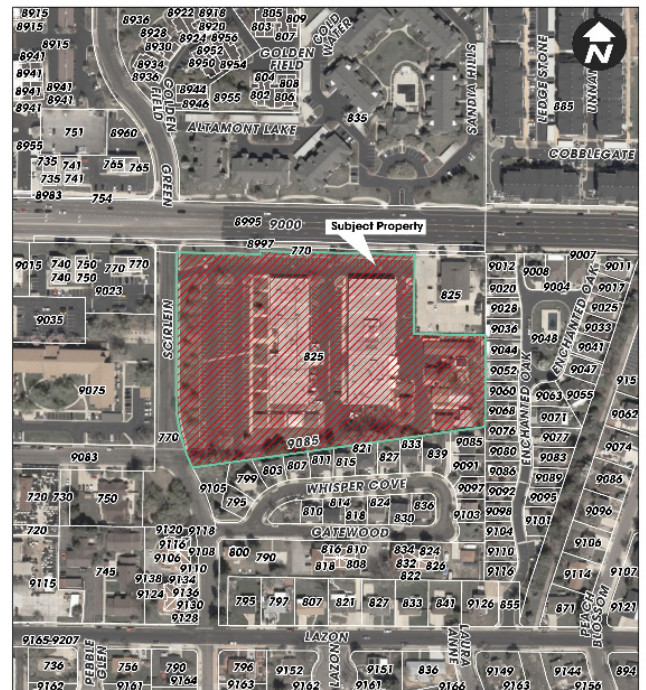 8915 8936 8922 8918 805 809
8915 8928 8920 803 COLD WATER
8915 8930 8924 8956 807
8941 8934 8952 GOLDEN FIELD
8936 8950 8954
8941 8941 8944 804 808
8941 8941 8946 8955 802 806
8941 GOLDEN FIELD
751 8960 ALTAMONT LAKE 835 SANDIA HILLS LEDGE STONE 885
N
8955 COBBLEGATE
735 741 765 765
735 741
8983 754 GREEN
8995 9000
Subject Property
8997 770
9015 740 750 770 770
740 750
9023
9035
9075
825
825
9012 9007 9011
9008
9020 9004 9017
9028 9025
9036 9048 9033
9044 9041
9052 9047
9060 9063 9055 915
9068 9071 9062
9076 9077 9074
9080 9083
9086 9089 9086
9092 9095
9098 9101 9096
9104
9110 9106
9116 9114 9107
ENCHANTED OAK
ENCHANTED OAK
770
9083
9085
803 807 811 815 821 827 833 839 9085
799 9091
9105 795 WHISPER COVE 9097
814 824 836
810 818 830 9103
GATEWOOD
720 730 750
720
9120 9118
9116
9106 9108
9110
745 9138 9134
9115 9124 9136
9130
9128
800 790 816 810 834 824
818 808 832 826
822
795 797 807 821 827 833 841 9126 855 871 9121
PEACH BLOSSOM
LAZON
9165 9207
LAZON
LAURA ANNE
PEBBLE GLEN
736 756 790 796 9152 9151 836 9149 9144 894
9162 9161 9164 9163 9162 9161 9166 9163 9156 915